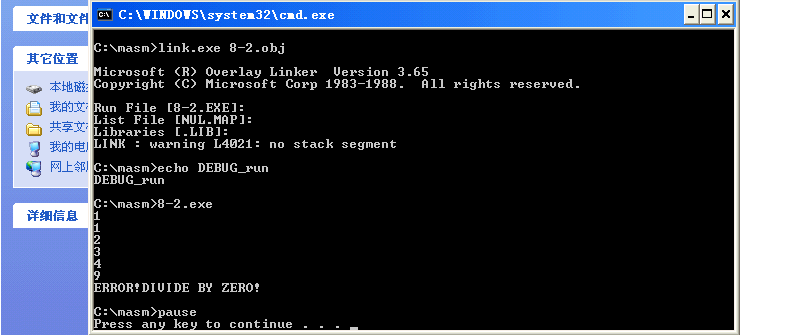 文件和文件
其它位置
本地磁
我的文
共享文
我的电
网上邻
详细信息
C:\WINDOWS\system32\cmd.exe
C:\masm>link.exe 8-2.obj
Microsoft (R) Overlay Linker  Version 3.65
Copyright (C) Microsoft Corp 1983-1988.  All rights reserved.
Run File [8-2.EXE]:
List File [NUL.MAP]:
Libraries [.LIB]:
LINK : warning L4021: no stack segment
C:\masm>echo DEBUG_run
DEBUG_run
C:\masm>8-2.exe
1
1
2
3
4
9
ERROR!DIVIDE BY ZERO!
C:\masm>pause
Press any key to continue . . . _